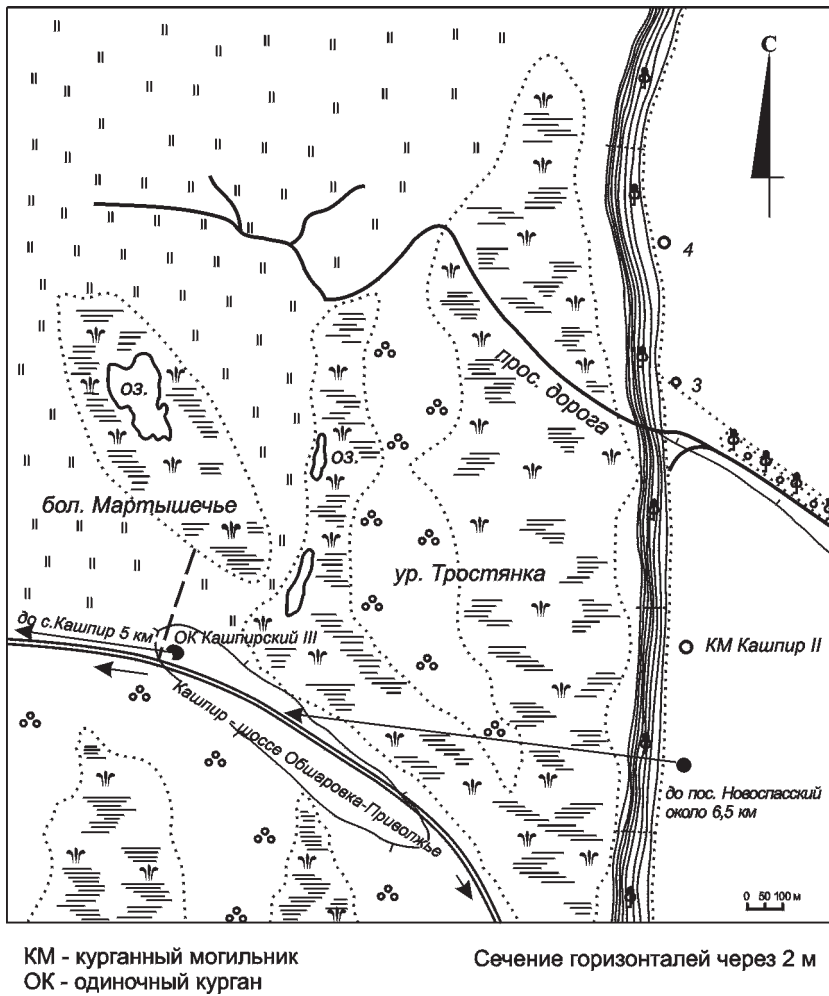 С
4
3
прос. дорога
оз.
оз.
бол. Мартышечье
ур. Тростянка
до с.Кашпир 5 км
ОК Кашпирский III
КМ Кашпир II
Кашпир - шоссе Обшаровка-Приволжье
до пос. Новоспасский
около 6,5 км
0 50 100 м
КМ - курганный могильник
ОК - одиночный курган
Сечение горизонталей через 2 м